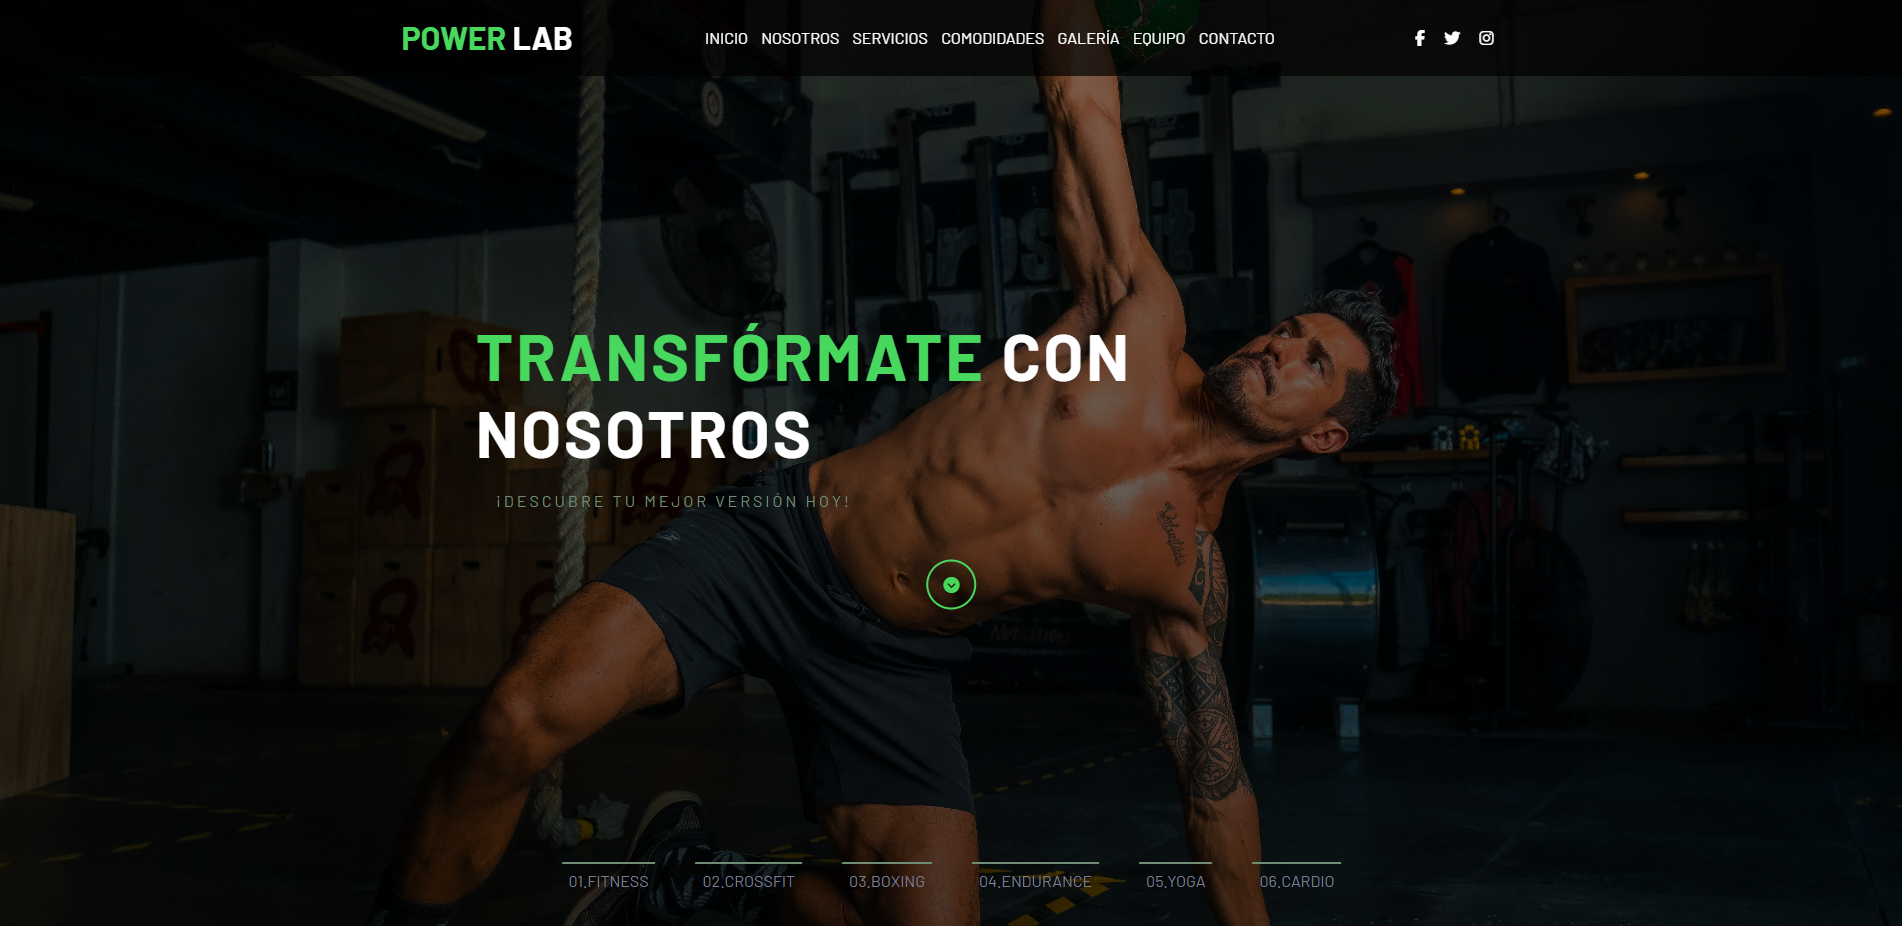 POWER LAB
INICIO NOSOTROS SERVICIOS COMODIDADES GALERÍA EQUIPO CONTACTO
TRANSFÓRMATE CON
NOSOTROS
¡DESCUBRE TU MEJOR VERSIÓN HOY!
NUTRITION
01.FITNESS 02.CROSSFIT 03.BOXING 04.ENDURANCE 05.YOGA 06.CARDIO